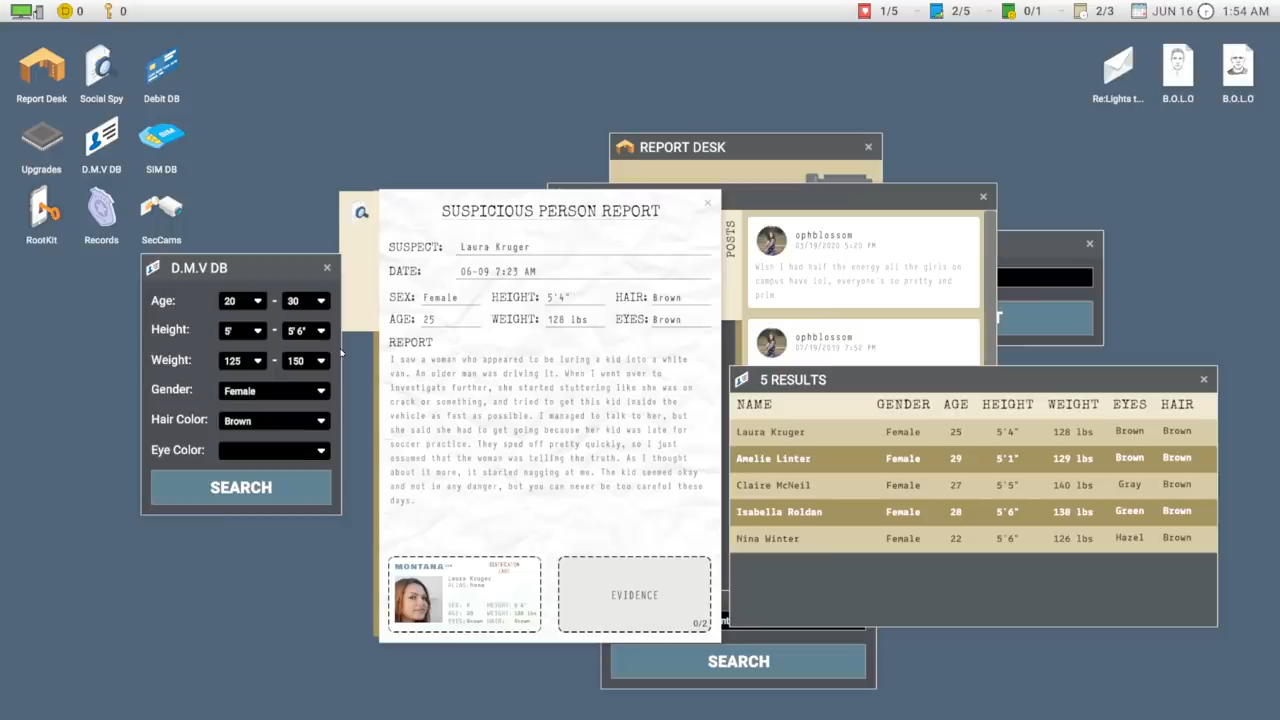 0
0
1/5
2/5
0/1
2/3
JUN 16
1:54 AM
Report Desk
Social Spy
Debit DB
Upgrades
D.M.V DB
SIM DB
RootKit
Records
SecCams
Re:Lights t...
B.O.L.O
B.O.L.O
REPORT DESK
D.M.V DB
Age: 20 - 30
Height: 5' - 5' 6"
Weight: 125 - 150
Gender: Female
Hair Color: Brown
Eye Color:
SEARCH
SUSPICIOUS PERSON REPORT
SUSPECT: Laura Kruger
DATE: 06-09 7:23 AM
SEX: Female HEIGHT: 5'4" HAIR: Brown
AGE: 25 WEIGHT: 128 lbs EYES: Brown
REPORT
I saw a woman who appeared to be luring a kid into a white
van. An older man was driving it. When I went over to
investigate further, she started stuttering like she was on
crack or something, and tried to get this kid inside the
vehicle as fast as possible. I managed to talk to her, but
she said she had to get going because her kid was late for
soccer practice. They sped off pretty quickly, so I just
assumed that the woman was telling the truth. As I thought
about it more, it started nagging at me. The kid seemed okay
and not in any danger, but you can never be too careful these
days.
MONTANA
Laura Kruger
EVIDENCE
0/2
POSTS
ophblossom
03/19/2020 5:20 PM
Wish I had half the energy all the girls on
campus have lol, everyone's so pretty and
prim
ophblossom
07/19/2019 7:52 PM
T
5 RESULTS
NAME GENDER AGE HEIGHT WEIGHT EYES HAIR
Laura Kruger Female 25 5'4" 128 lbs Brown Brown
Amelie Linter Female 29 5'1" 129 lbs Brown Brown
Claire McNeil Female 27 5'5" 140 lbs Gray Brown
Isabella Roldan Female 28 5'6" 138 lbs Green Brown
Nina Winter Female 22 5'6" 126 lbs Hazel Brown
SEARCH